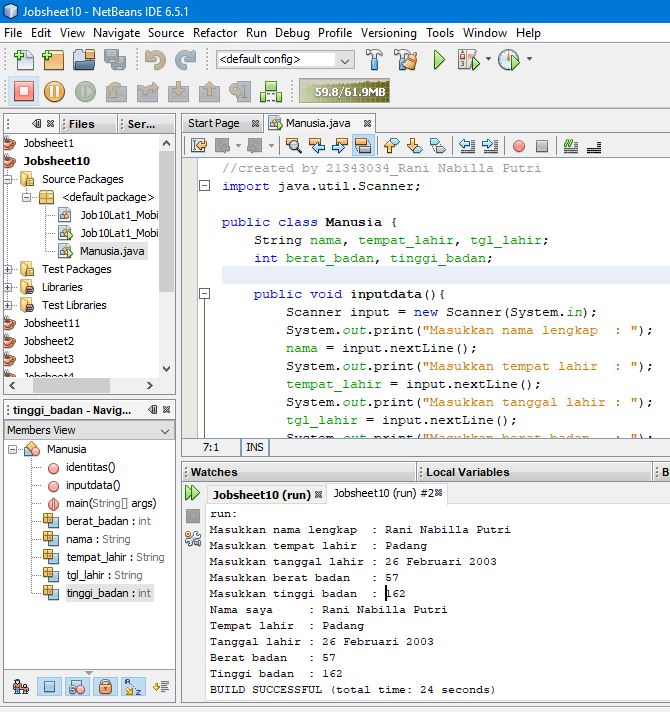 Jobsheet10 - NetBeans IDE 6.5.1
File Edit View Navigate Source Refactor Run Debug Profile Versioning Tools Window Help
<default config>
59.8/61.9MB
Files Ser...
Jobsheet1
Jobsheet10
Source Packages
<default package>
Job10Lat1_Mobi
Job10Lat1_Mobi
Manusia.java
Test Packages
Libraries
Test Libraries
Jobsheet11
Jobsheet2
Jobsheet3
Jobsheet4
Start Page Manusia.java
//created by 21343034_Rani Nabilla Putri
import java.util.Scanner;
public class Manusia {
String nama, tempat_lahir, tgl_lahir;
int berat_badan, tinggi_badan;
public void inputdata(){
Scanner input = new Scanner(System.in);
System.out.print("Masukkan nama lengkap  : ");
nama = input.nextLine();
System.out.print("Masukkan tempat lahir  : ");
tempat_lahir = input.nextLine();
System.out.print("Masukkan tanggal lahir : ");
tgl_lahir = input.nextLine();
System.out.print("Masukkan berat badan   : ");
7:1 INS
tinggi_badan - Navig...
Members View
Manusia
identitas()
inputdata()
main(String[] args)
berat_badan : int
nama : String
tempat_lahir : String
tgl_lahir : String
tinggi_badan : int
Watches Local Variables B
Jobsheet10 (run) Jobsheet10 (run) #2
run:
Masukkan nama lengkap  : Rani Nabilla Putri
Masukkan tempat lahir  : Padang
Masukkan tanggal lahir : 26 Februari 2003
Masukkan berat badan   : 57
Masukkan tinggi badan  : 162
Nama saya     : Rani Nabilla Putri
Tempat lahir  : Padang
Tanggal lahir : 26 Februari 2003
Berat badan   : 57
Tinggi badan  : 162
BUILD SUCCESSFUL (total time: 24 seconds)